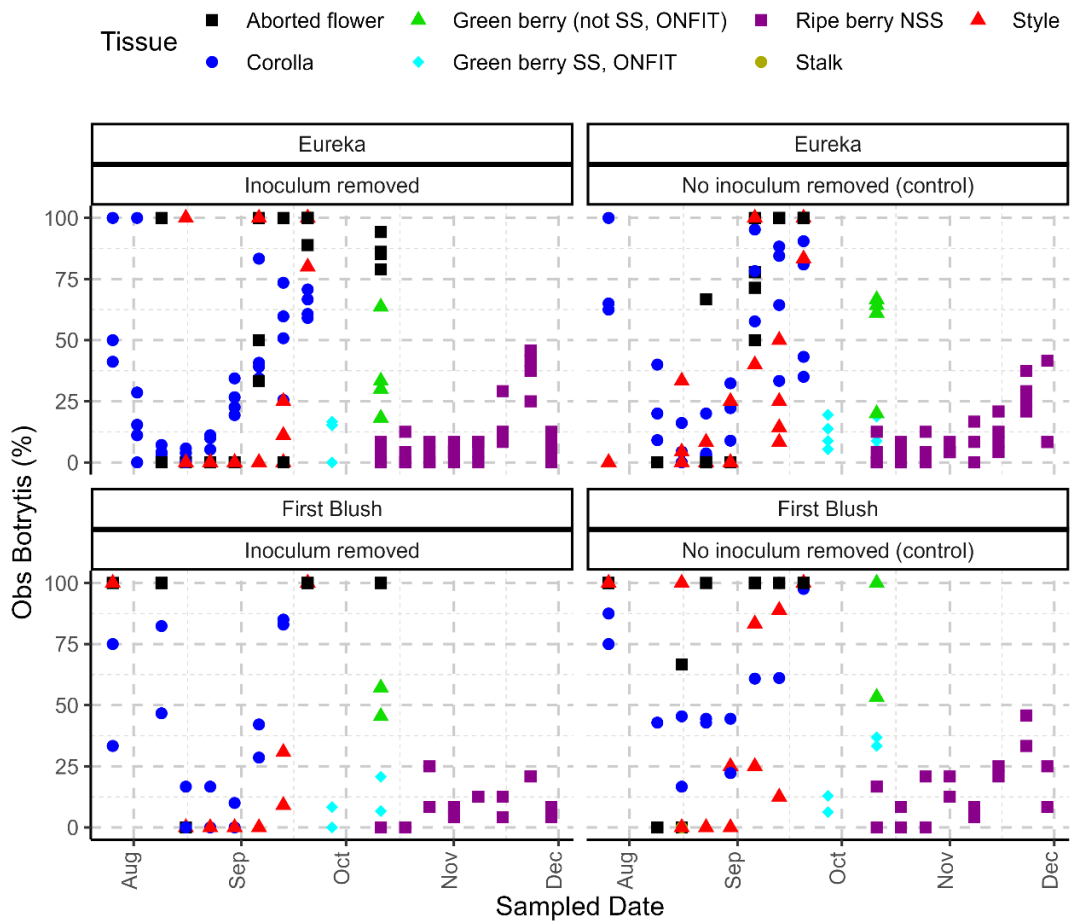 Tissue
Aborted flower
Green berry (not SS, ONFIT)
Ripe berry NSS
Style
Corolla
Green berry SS, ONFIT
Stalk
Eureka
Eureka
Inoculum removed
No inoculum removed (control)
100
75
50
25
0
First Blush
First Blush
Inoculum removed
No inoculum removed (control)
100
75
50
25
0
Obs Botrytis (%)
Aug
Sep
Oct
Nov
Dec
Aug
Sep
Oct
Nov
Dec
Sampled Date